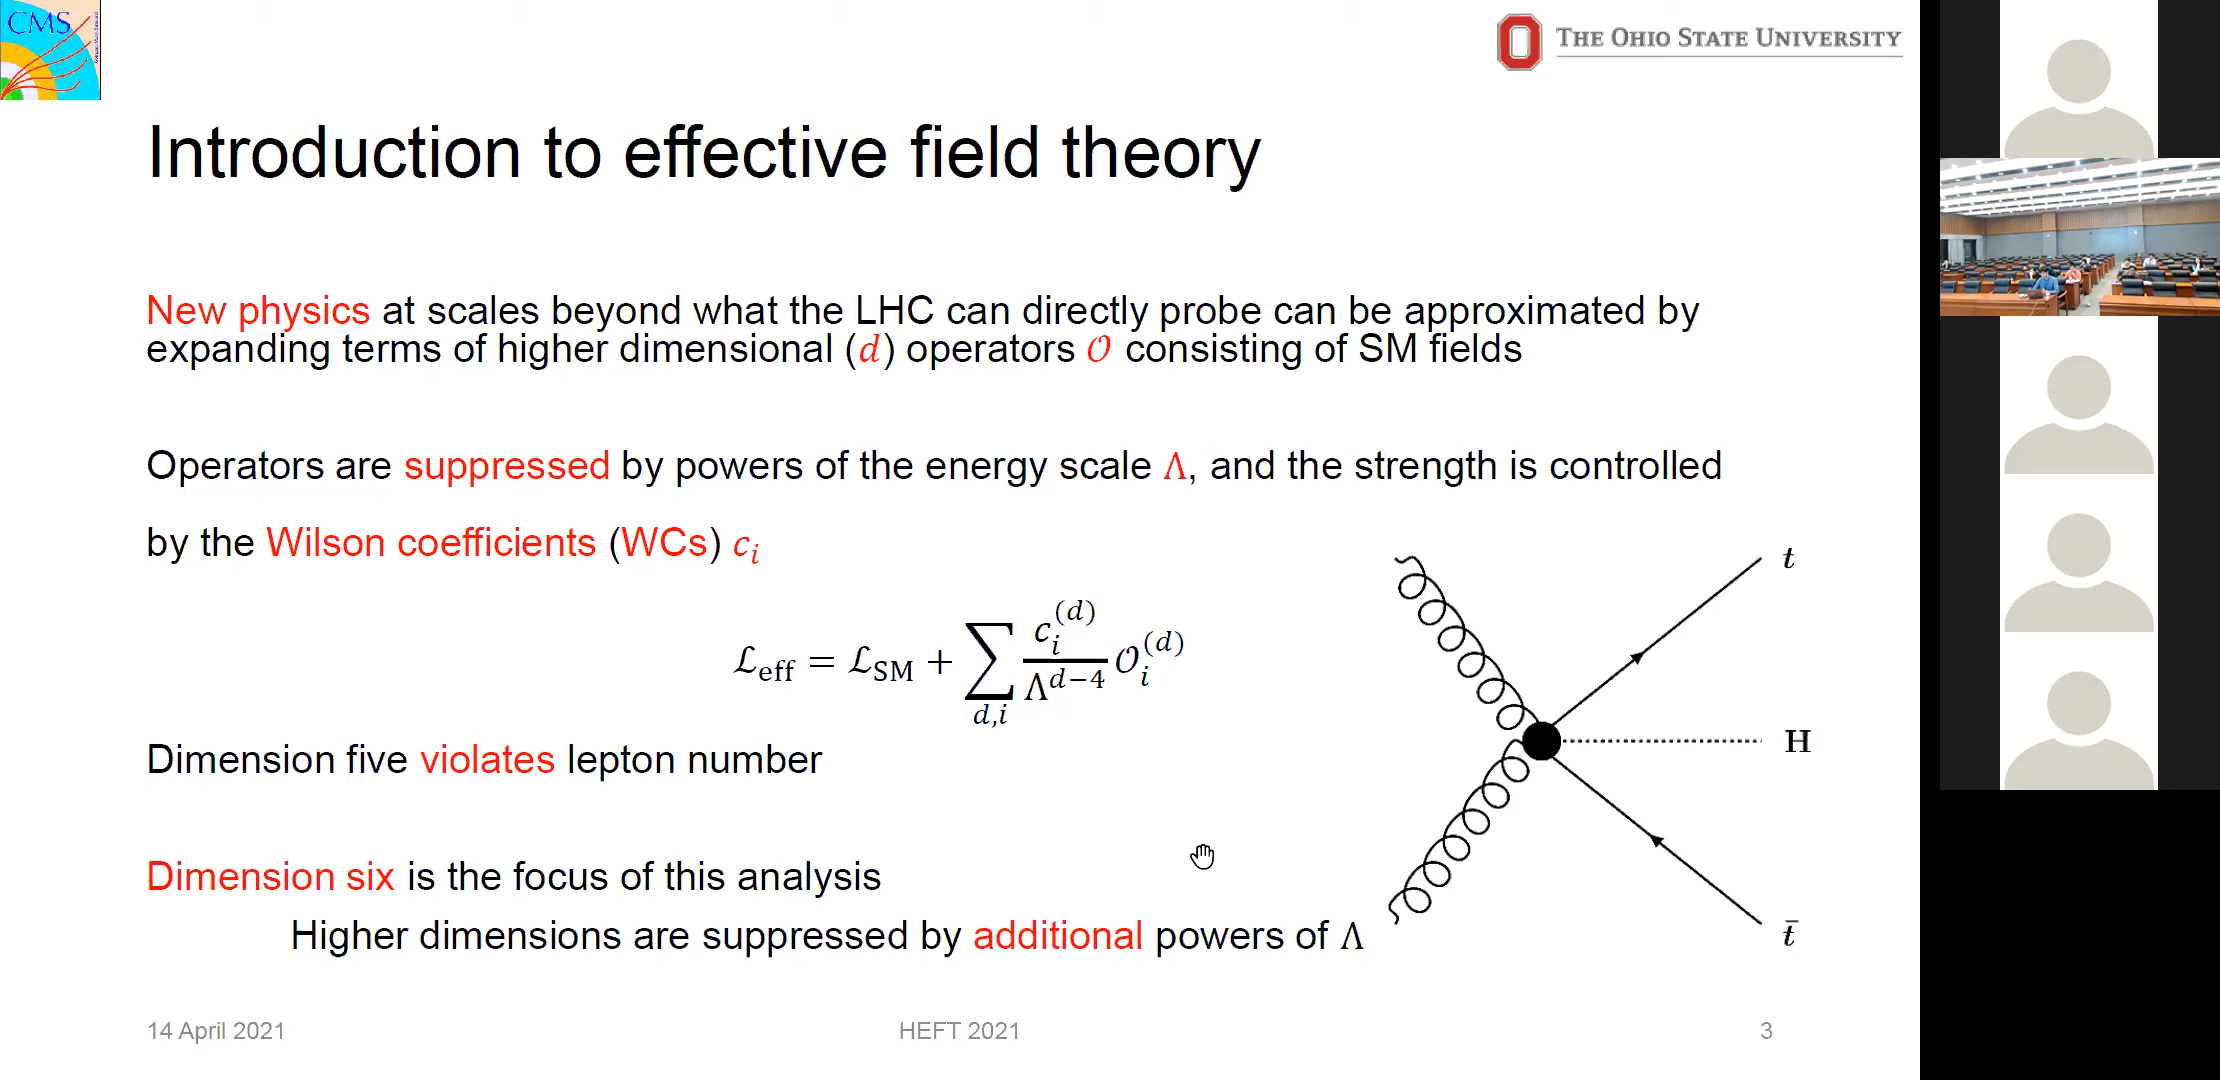 CMS
THE OHIO STATE UNIVERSITY
Introduction to effective field theory
New physics at scales beyond what the LHC can directly probe can be approximated by
expanding terms of higher dimensional (d) operators 𝒪 consisting of SM fields
Operators are suppressed by powers of the energy scale Λ, and the strength is controlled
by the Wilson coefficients (WCs) c_i
ℒ_eff = ℒ_SM + ∑_{d,i} c_i^{(d)} / Λ^{d−4} 𝒪_i^{(d)}
Dimension five violates lepton number
Dimension six is the focus of this analysis
Higher dimensions are suppressed by additional powers of Λ
t
H
t̄
14 April 2021
HEFT 2021
3